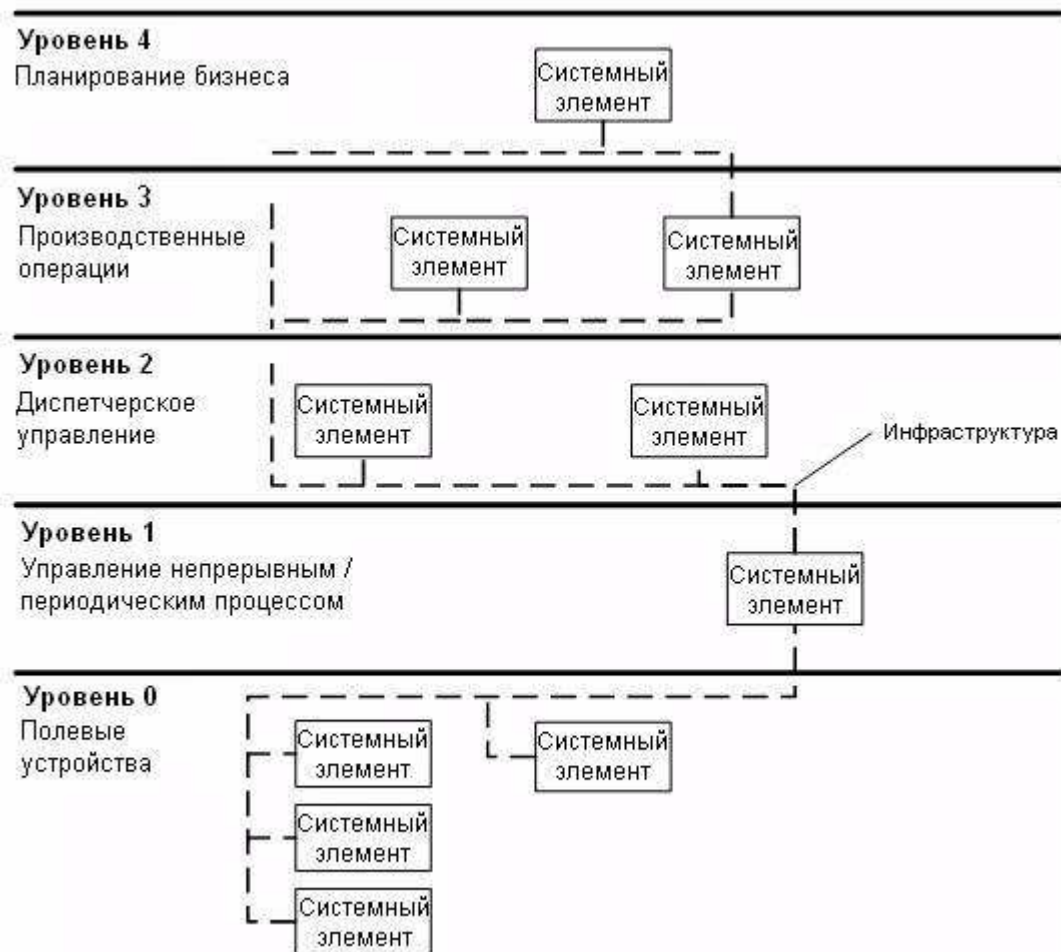 Уровень 4
Планирование бизнеса
Системный
элемент
Уровень 3
Производственные
операции
Системный
элемент
Системный
элемент
Уровень 2
Диспетчерское
управление
Системный
элемент
Системный
элемент
Инфраструктура
Уровень 1
Управление непрерывным /
периодическим процессом
Системный
элемент
Уровень 0
Полевые
устройства
Системный
элемент
Системный
элемент
Системный
элемент
Системный
элемент